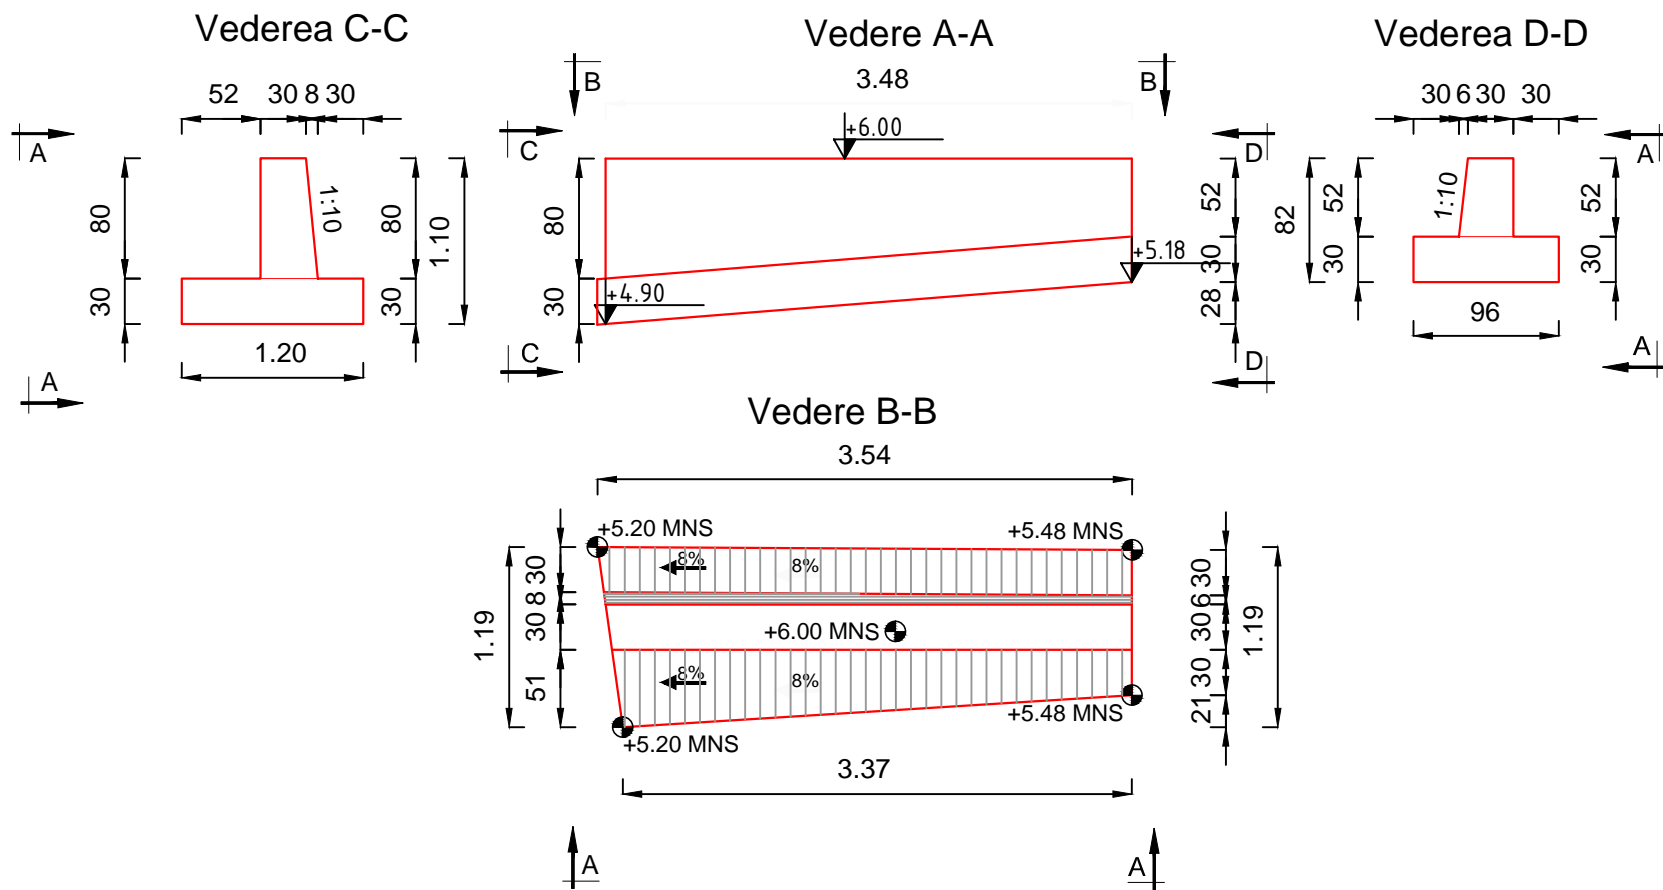 Vederea C-C
Vedere A-A
Vederea D-D
52 30 8 30
3.48
30 6 30 30
B
B
A
C
+6.00
D
A
80
1:10
80
1.10
80
52
82
52
1:10
52
30
30
30
+4.90
+5.18
30
28
30
30
1.20
96
A
C
D
A
Vedere B-B
3.54
+5.20 MNS
+5.48 MNS
1.19
30
8
30
51
8%
8%
+6.00 MNS
8%
8%
30
6
30
30
21
1.19
+5.48 MNS
+5.20 MNS
3.37
A
A